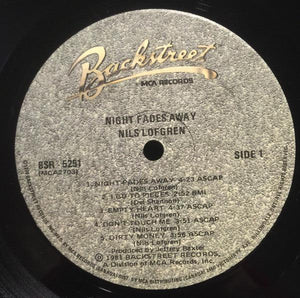 Backstreet
MCA RECORDS
NIGHT FADES AWAY
NILS LOFGREN
BSR - 5251
(MCA2703)
SIDE 1
1. NIGHT FADES AWAY 4:23 ASCAP
(Nils Lofgren)
2. I GO TO PIECES 2:52 BMI
(Del Shannon)
3. EMPTY HEART 4:37 ASCAP
(Nils Lofgren)
4. DON'T TOUCH ME 3:51 ASCAP
(Nils Lofgren)
5. DIRTY MONEY 3:56 ASCAP
(Nils Lofgren)
Produced by Jeffrey Baxter
© 1981 BACKSTREET RECORDS,
A Division of MCA Records, Inc.